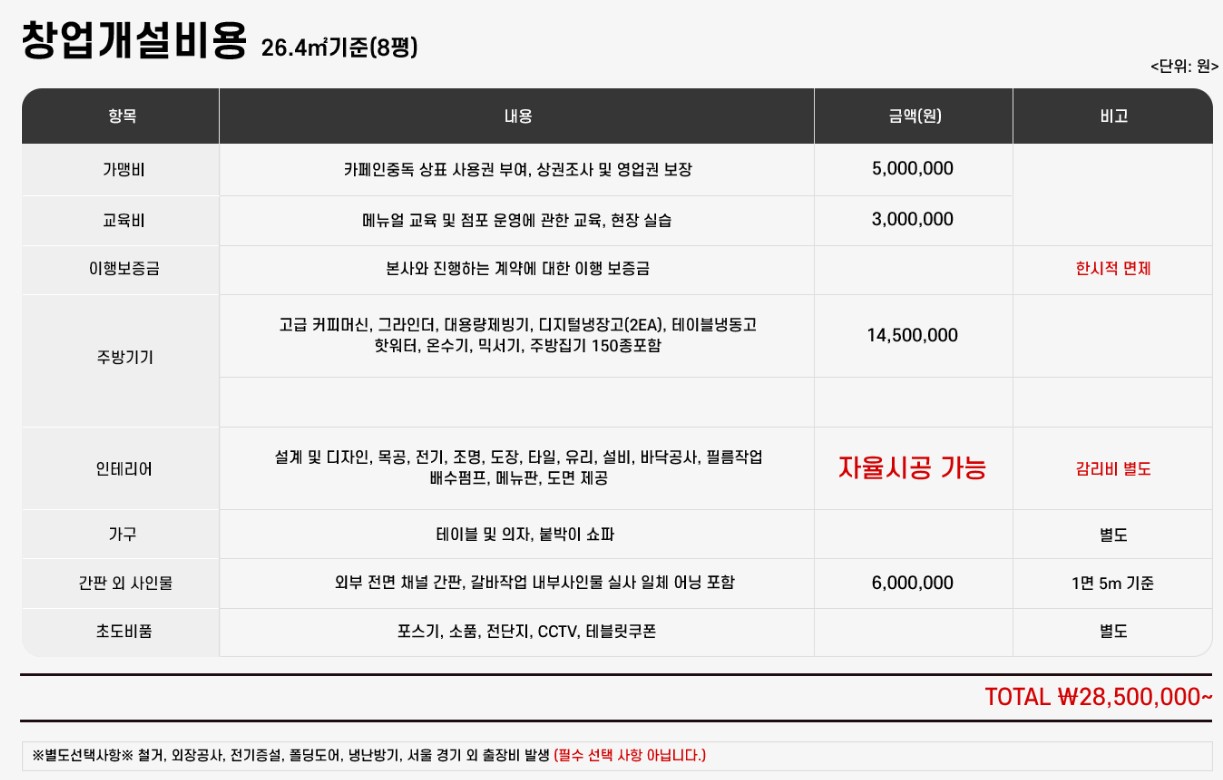 창업개설비용 26.4㎡기준(8평)
<단위: 원>
항목 내용 금액(원) 비고
가맹비 카페인중독 상표 사용권 부여, 상권조사 및 영업권 보장 5,000,000
교육비 메뉴얼 교육 및 점포 운영에 관한 교육, 현장 실습 3,000,000
이행보증금 본사와 진행하는 계약에 대한 이행 보증금 한시적 면제
주방기기
고급 커피머신, 그라인더, 대용량제빙기, 디지털냉장고(2EA), 테이블냉동고
핫워터, 온수기, 믹서기, 주방집기 150종포함
14,500,000
인테리어
설계 및 디자인, 목공, 전기, 조명, 도장, 타일, 유리, 설비, 바닥공사, 필름작업
배수펌프, 메뉴판, 도면 제공
자율시공 가능
감리비 별도
가구 테이블 및 의자, 붙박이 쇼파 별도
간판 외 사인물 외부 전면 채널 간판, 갈바작업 내부사인물 실사 일체 어닝 포함 6,000,000 1면 5m 기준
초도비품 포스기, 소품, 전단지, CCTV, 테블릿쿠폰 별도
TOTAL ₩28,500,000~
※별도선택사항※ 철거, 외장공사, 전기증설, 폴딩도어, 냉난방기, 서울 경기 외 출장비 발생 (필수 선택 사항 아닙니다.)